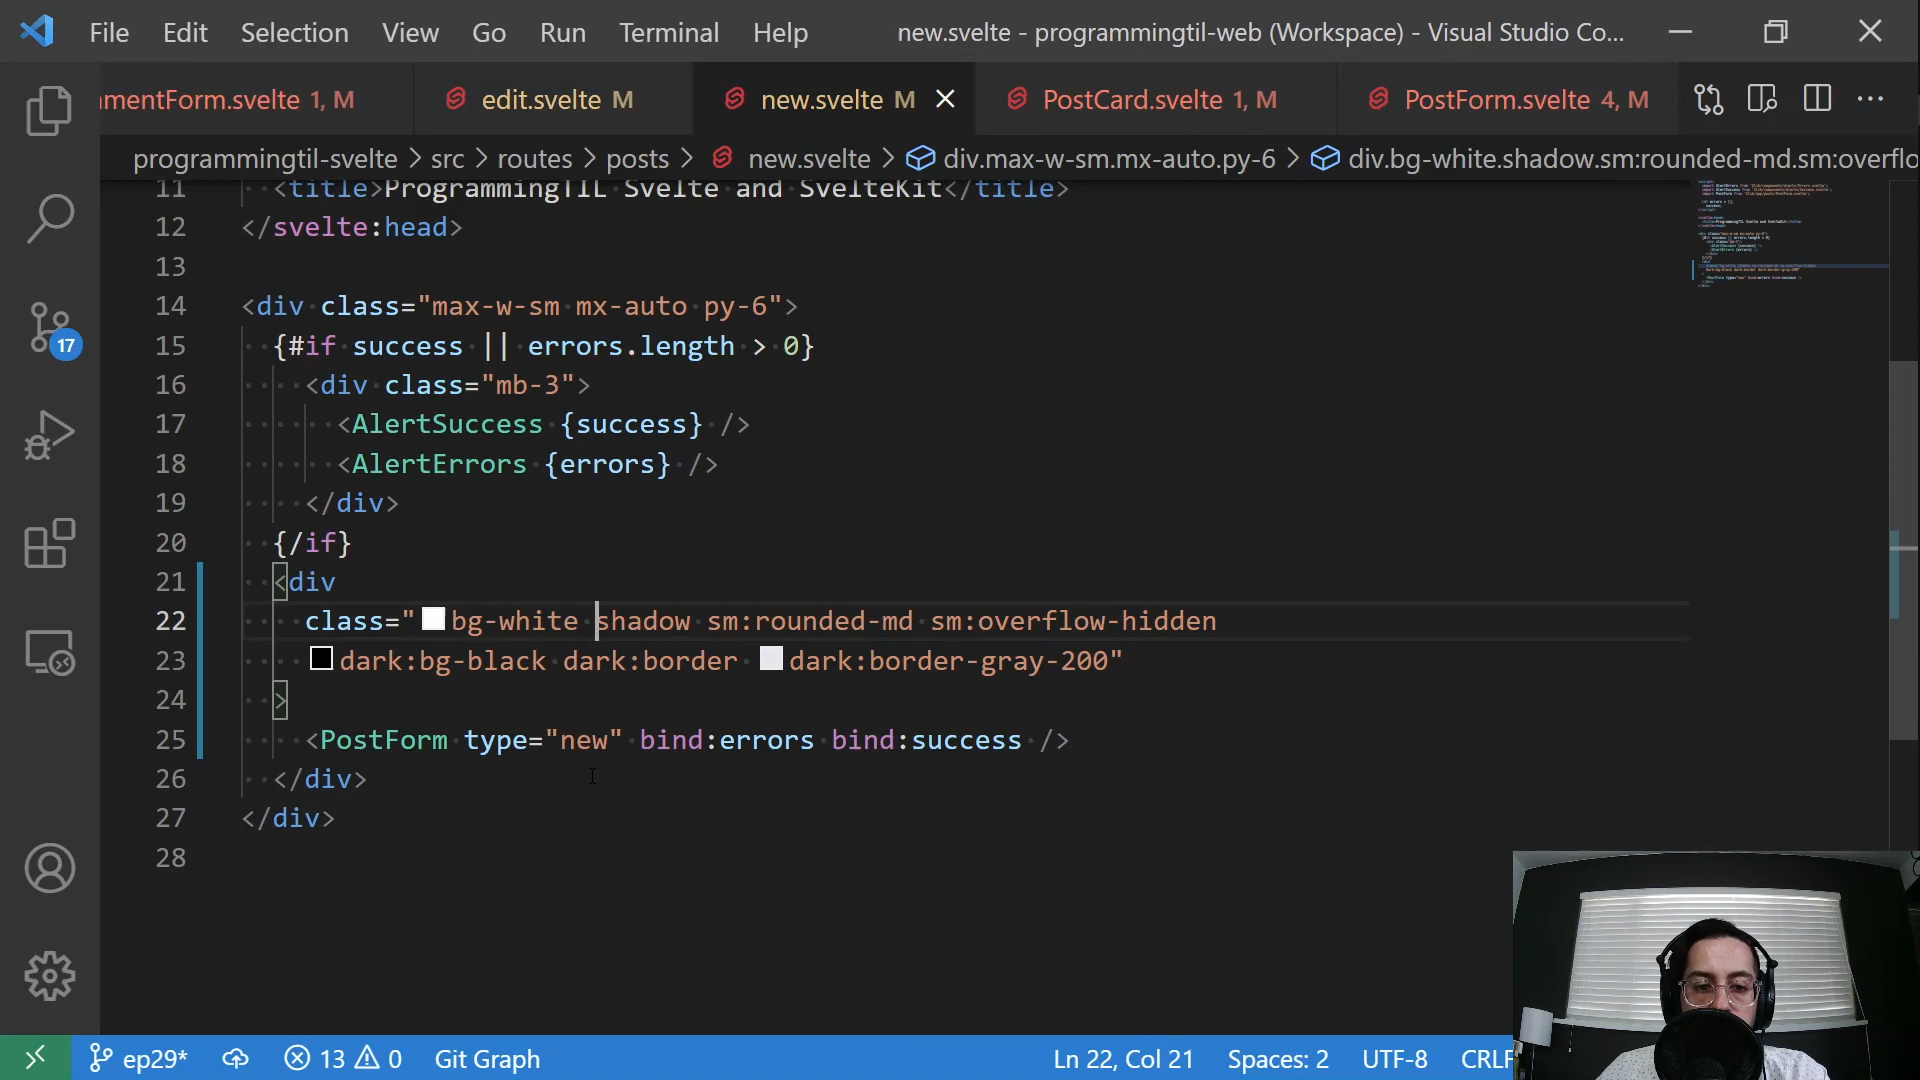 File Edit Selection View Go Run Terminal Help new.svelte - programmingtil-web (Workspace) - Visual Studio Co...
mentForm.svelte 1, M edit.svelte M new.svelte M PostCard.svelte 1, M PostForm.svelte 4, M
programmingtil-svelte > src > routes > posts > new.svelte > div.max-w-sm.mx-auto.py-6 > div.bg-white.shadow.sm:rounded-md.sm:overflo
11 <title>ProgrammingTIL Svelte and SvelteKit</title>
12 </svelte:head>
13
14 <div class="max-w-sm mx-auto py-6">
15 {#if success || errors.length > 0}
16 <div class="mb-3">
17 <AlertSuccess {success} />
18 <AlertErrors {errors} />
19 </div>
20 {/if}
21 <div
22 class="bg-white shadow sm:rounded-md sm:overflow-hidden
23 dark:bg-black dark:border dark:border-gray-200"
24 >
25 <PostForm type="new" bind:errors bind:success />
26 </div>
27 </div>
28
17
ep29* 13 0 Git Graph Ln 22, Col 21 Spaces: 2 UTF-8 CRLF